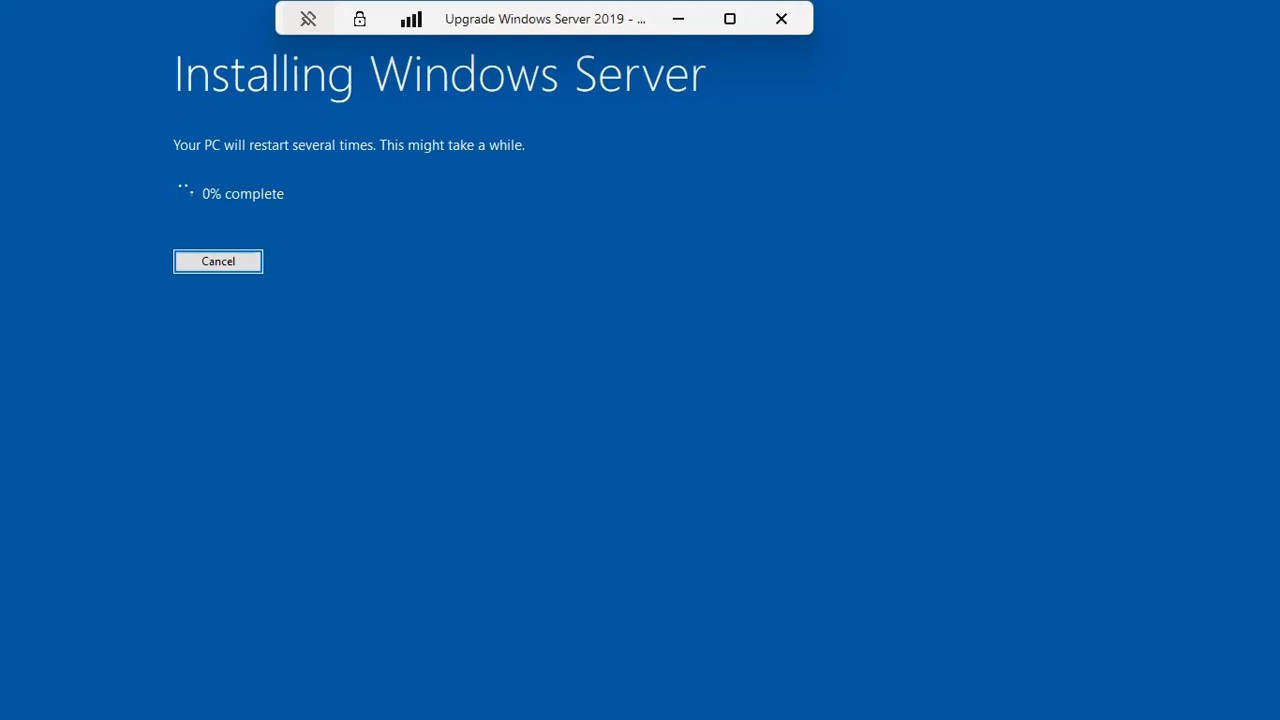 Upgrade Windows Server 2019 - ...
Installing Windows Server
Your PC will restart several times. This might take a while.
0% complete
Cancel